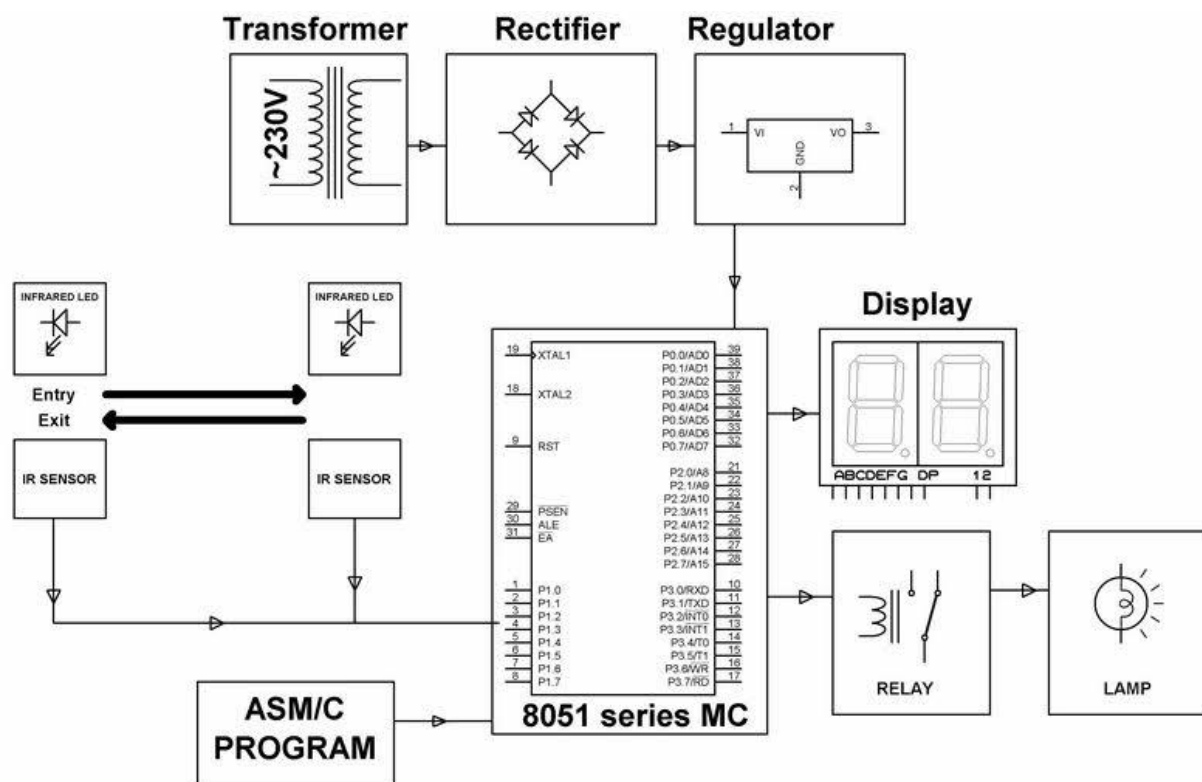 Transformer
Rectifier
Regulator
~230V
1
VI
VO
3
GND
2
INFRARED LED
INFRARED LED
Entry
Exit
IR SENSOR
IR SENSOR
Display
ABCDEFG DP
12
19
XTAL1
18
XTAL2
9
RST
29
PSEN
30
ALE
31
EA
1
P1.0
2
P1.1
3
P1.2
4
P1.3
5
P1.4
6
P1.5
7
P1.6
8
P1.7
P0.0/AD0
39
P0.1/AD1
38
P0.2/AD2
37
P0.3/AD3
36
P0.4/AD4
35
P0.5/AD5
34
P0.6/AD6
33
P0.7/AD7
32
P2.0/A8
21
P2.1/A9
22
P2.2/A10
23
P2.3/A11
24
P2.4/A12
25
P2.5/A13
26
P2.6/A14
27
P2.7/A15
28
P3.0/RXD
10
P3.1/TXD
11
P3.2/INT0
12
P3.3/INT1
13
P3.4/T0
14
P3.5/T1
15
P3.6/WR
16
P3.7/RD
17
8051 series MC
ASM/C
PROGRAM
RELAY
LAMP